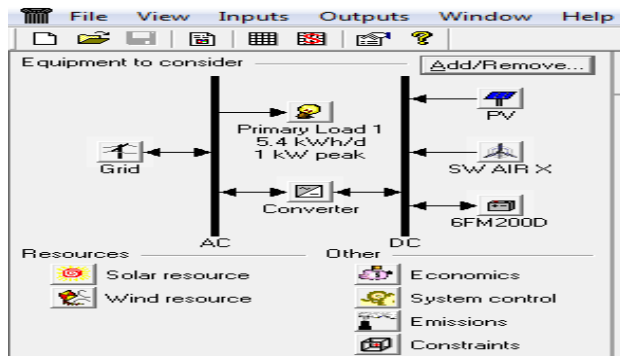 File View Inputs Outputs Window Help
Equipment to consider Add/Remove...
Primary Load 1
5.4 kWh/d
1 kW peak
PV
Grid
SW AIR X
Converter
6FM200D
AC DC
Resources Other
Solar resource Economics
Wind resource System control
Emissions
Constraints